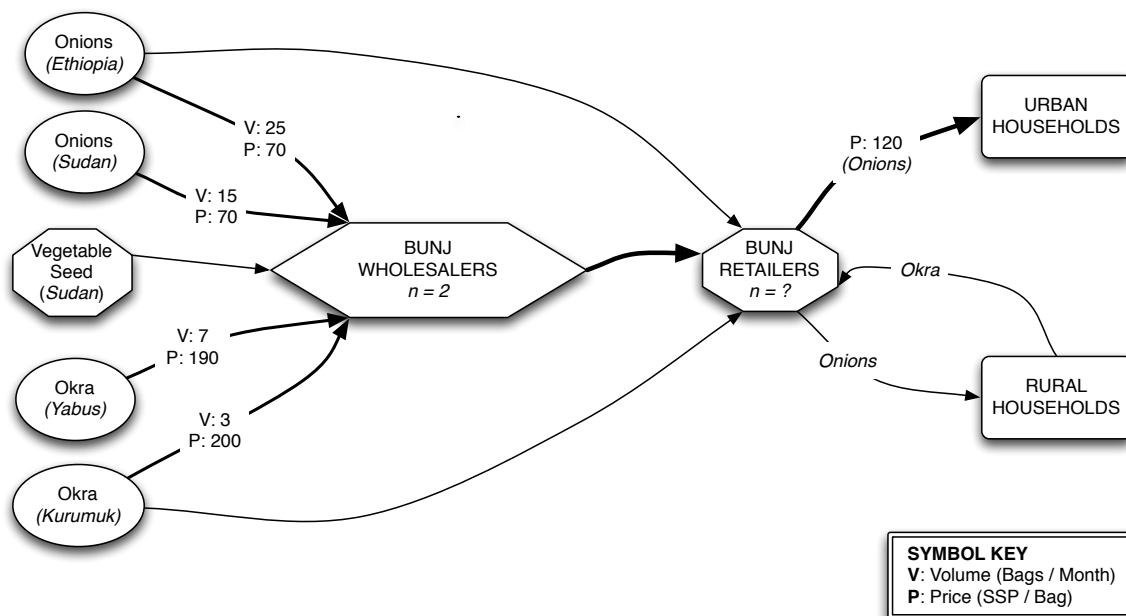 Onions
(Ethiopia)
V: 25
P: 70
Onions
(Sudan)
V: 15
P: 70
Vegetable
Seed
(Sudan)
V: 7
P: 190
Okra
(Yabus)
V: 3
P: 200
Okra
(Kurumuk)
BUNJ
WHOLESALERS
n = 2
BUNJ
RETAILERS
n = ?
P: 120
(Onions)
URBAN
HOUSEHOLDS
Okra
Onions
RURAL
HOUSEHOLDS
SYMBOL KEY
V: Volume (Bags / Month)
P: Price (SSP / Bag)